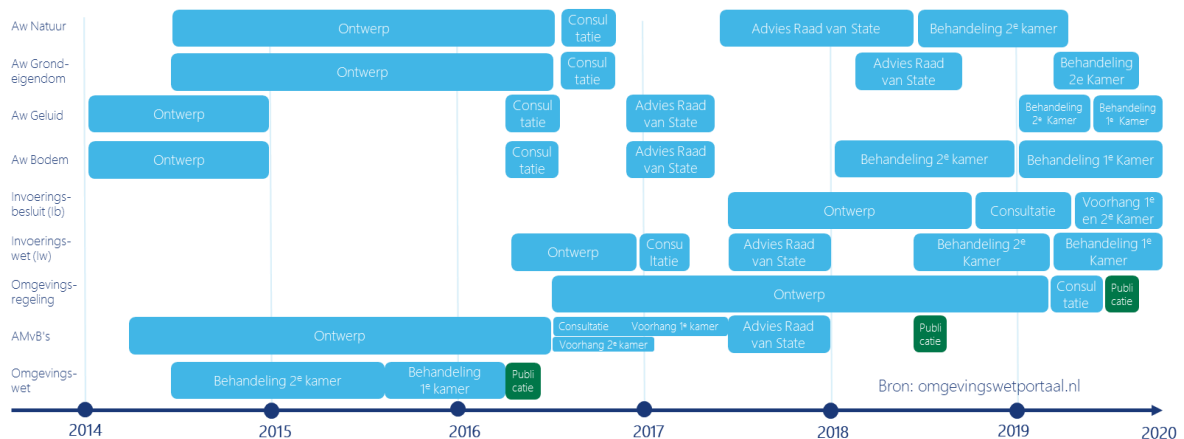 Aw Natuur
Ontwerp
Consul
tatie
Advies Raad van State
Behandeling 2e kamer
Aw Grond-
eigendom
Ontwerp
Consul
tatie
Advies Raad
van State
Behandeling
2e Kamer
Aw Geluid
Ontwerp
Consul
tatie
Advies Raad
van State
Behandeling
2e Kamer
Behandeling
1e Kamer
Aw Bodem
Ontwerp
Consul
tatie
Advies Raad
van State
Behandeling 2e kamer
Behandeling 1e Kamer
Invoerings-
besluit (Ib)
Ontwerp
Consultatie
Voorhang 1e
en 2e Kamer
Invoerings-
wet (Iw)
Ontwerp
Consu
ltatie
Advies Raad
van State
Behandeling 2e
Kamer
Behandeling 1e
Kamer
Omgevings-
regeling
Ontwerp
Consul
tatie
Publi
catie
AMvB's
Ontwerp
Consultatie
Voorhang 1e kamer
Voorhang 2e kamer
Advies Raad
van State
Publi
catie
Omgevings-
wet
Behandeling 2e kamer
Behandeling
1e kamer
Publi
catie
Bron: omgevingswetportaal.nl
2014
2015
2016
2017
2018
2019
2020